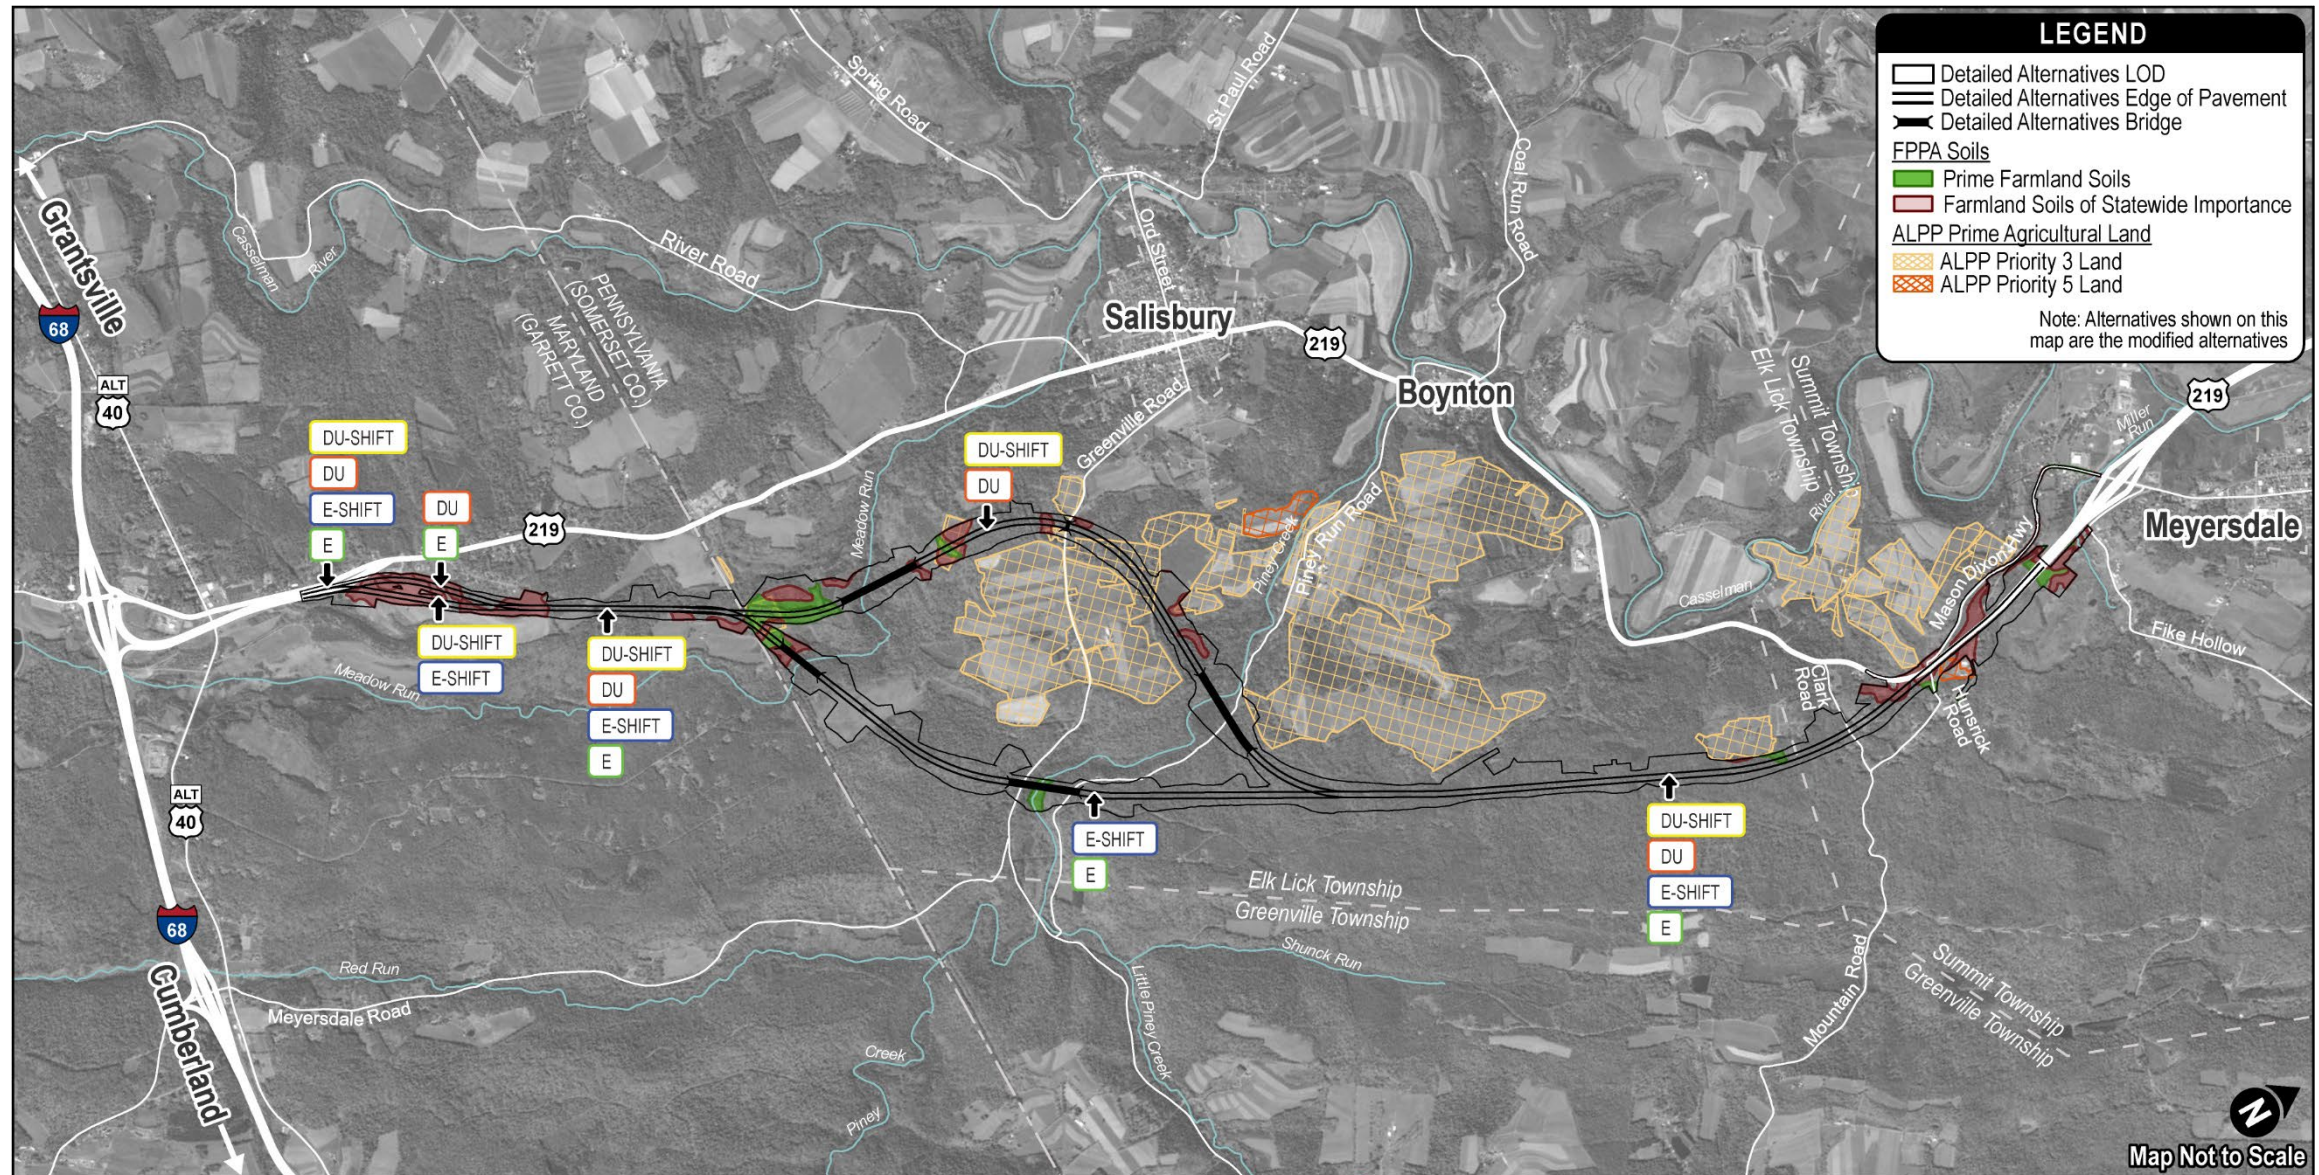 LEGEND
Detailed Alternatives LOD
Detailed Alternatives Edge of Pavement
Detailed Alternatives Bridge
FPPA Soils
Prime Farmland Soils
Farmland Soils of Statewide Importance
ALPP Prime Agricultural Land
ALPP Priority 3 Land
ALPP Priority 5 Land
Note: Alternatives shown on this
map are the modified alternatives
Spring Road
St Paul Road
Coal Run Road
Grantsville
Casselman
River
River Road
Ord Street
PENNSYLVANIA
(SOMERSET CO.)
MARYLAND
(GARRETT CO.)
68
ALT
40
Salisbury
219
Boynton
Greenville Road
Summit Township
Elk Lick Township
River
219
Miller
Run
Meyersdale
DU-SHIFT
DU
E-SHIFT
E
DU
E
219
Meadow Run
DU-SHIFT
DU
Piney Creek
Piney Run Road
Casselman
Mason Dixon Hwy
Fike Hollow
Clark
Road
Hunsrick
Road
DU-SHIFT
E-SHIFT
Meadow Run
DU-SHIFT
DU
E-SHIFT
E
ALT
40
E-SHIFT
E
DU-SHIFT
DU
E-SHIFT
E
Elk Lick Township
Greenville Township
68
Cumberland
Red Run
Meyersdale Road
Shunck Run
Little Piney Creek
Creek
Piney
Mountain Road
Summit Township
Greenville Township
N
Map Not to Scale